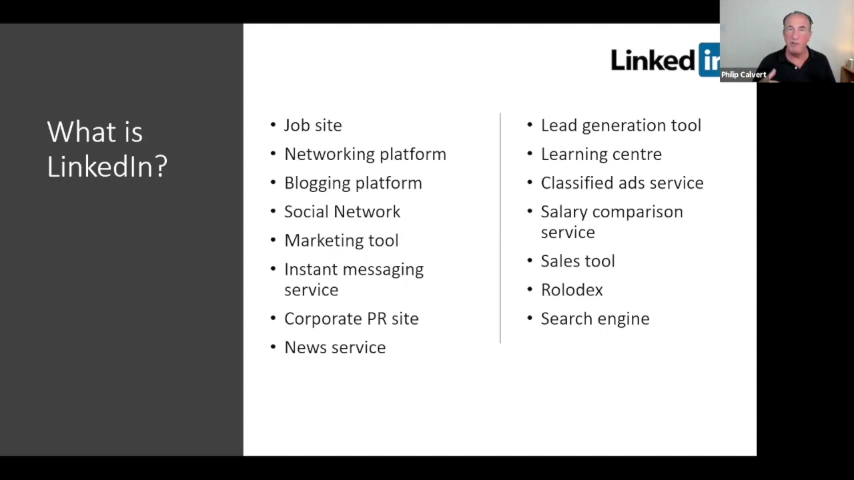 Linked in
Philip Calvert
What is
LinkedIn?
• Job site
• Networking platform
• Blogging platform
• Social Network
• Marketing tool
• Instant messaging
service
• Corporate PR site
• News service
• Lead generation tool
• Learning centre
• Classified ads service
• Salary comparison
service
• Sales tool
• Rolodex
• Search engine